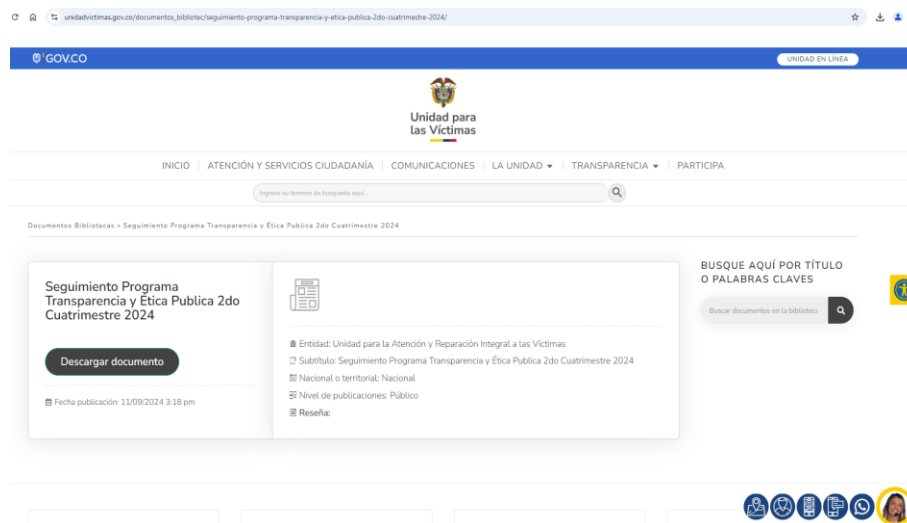 unidadvictimas.gov.co/documentos_bibliotec/seguimiento-programa-transparencia-y-etica-publica-2do-cuatrimestre-2024/
GOV.CO
UNIDAD EN LÍNEA
Unidad para
las Víctimas
INICIO | ATENCIÓN Y SERVICIOS CIUDADANÍA | COMUNICACIONES | LA UNIDAD | TRANSPARENCIA | PARTICIPA
Ingrese su termino de busqueda aquí..
Documentos Bibliotecas » Seguimiento Programa Transparencia y Ética Publica 2do Cuatrimestre 2024
Seguimiento Programa
Transparencia y Ética Publica 2do
Cuatrimestre 2024
Descargar documento
Fecha publicación: 11/09/2024 3:18 pm
Entidad: Unidad para la Atención y Reparación Integral a las Víctimas
Subtítulo: Seguimiento Programa Transparencia y Ética Publica 2do Cuatrimestre 2024
Nacional o territorial: Nacional
Nivel de publicaciones: Público
Reseña:
BUSQUE AQUÍ POR TÍTULO
O PALABRAS CLAVES
Buscar documentos en la bibliotec